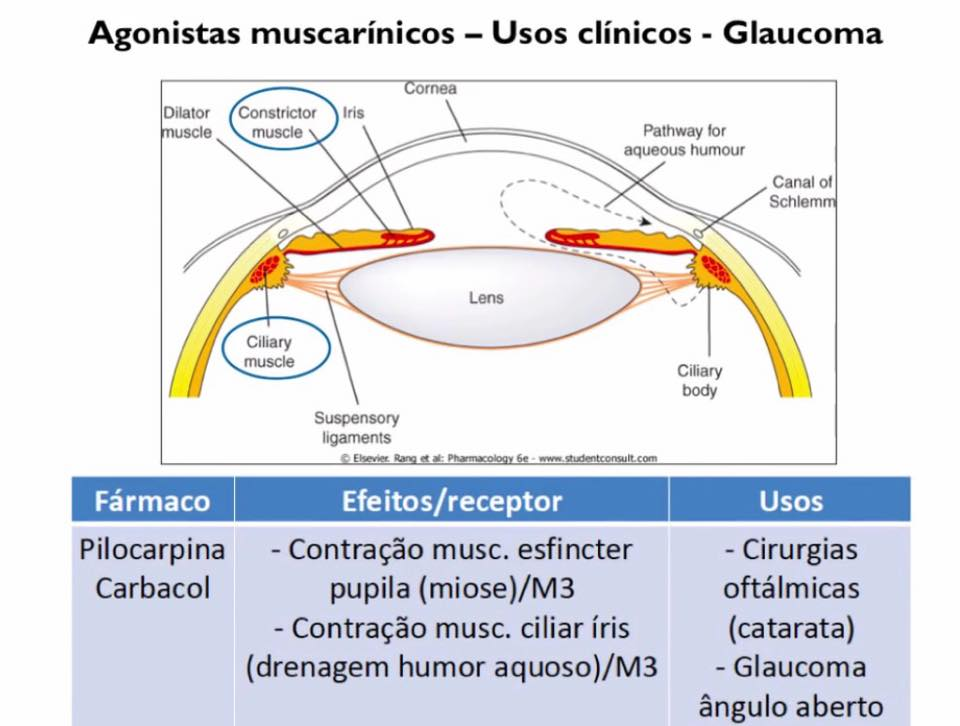 Agonistas muscarínicos – Usos clínicos - Glaucoma
Cornea
Dilator
muscle
Constrictor
muscle
Iris
Pathway for
aqueous humour
Canal of
Schlemm
Lens
Ciliary
muscle
Ciliary
body
Suspensory
ligaments
© Elsevier. Rang et al: Pharmacology 6e - www.studentconsult.com
Fármaco
Efeitos/receptor
Usos
Pilocarpina
Carbacol
- Contração musc. esfincter
pupila (miose)/M3
- Contração musc. ciliar íris
(drenagem humor aquoso)/M3
- Cirurgias
oftálmicas
(catarata)
- Glaucoma
ângulo aberto